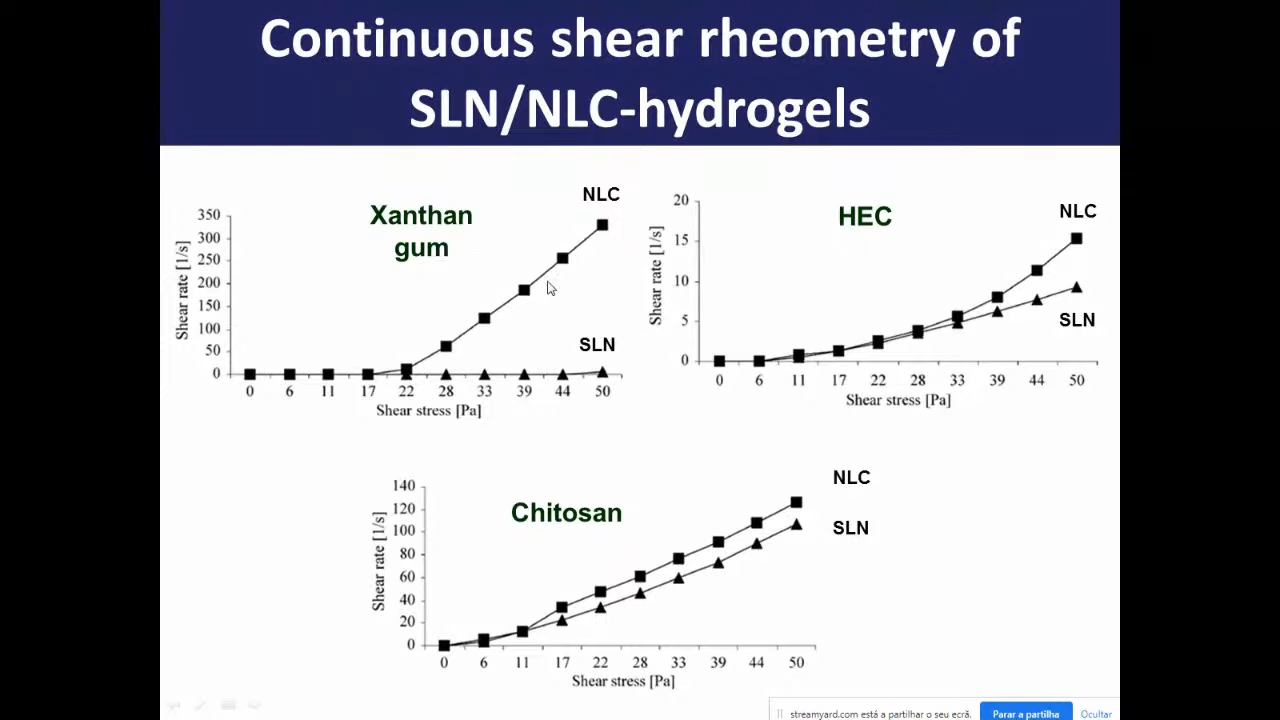 Continuous shear rheometry of
SLN/NLC-hydrogels
Xanthan
gum
NLC
SLN
350
300
250
200
150
100
50
0
Shear rate [1/s]
0 6 11 17 22 28 33 39 44 50
Shear stress [Pa]
HEC
NLC
SLN
20
15
10
5
0
Shear rate [1/s]
0 6 11 17 22 28 33 39 44 50
Shear stress [Pa]
Chitosan
NLC
SLN
140
120
100
80
60
40
20
0
Shear rate [1/s]
0 6 11 17 22 28 33 39 44 50
Shear stress [Pa]
streamyard.com está a partilhar o seu ecrã. Parar a partilha Ocultar